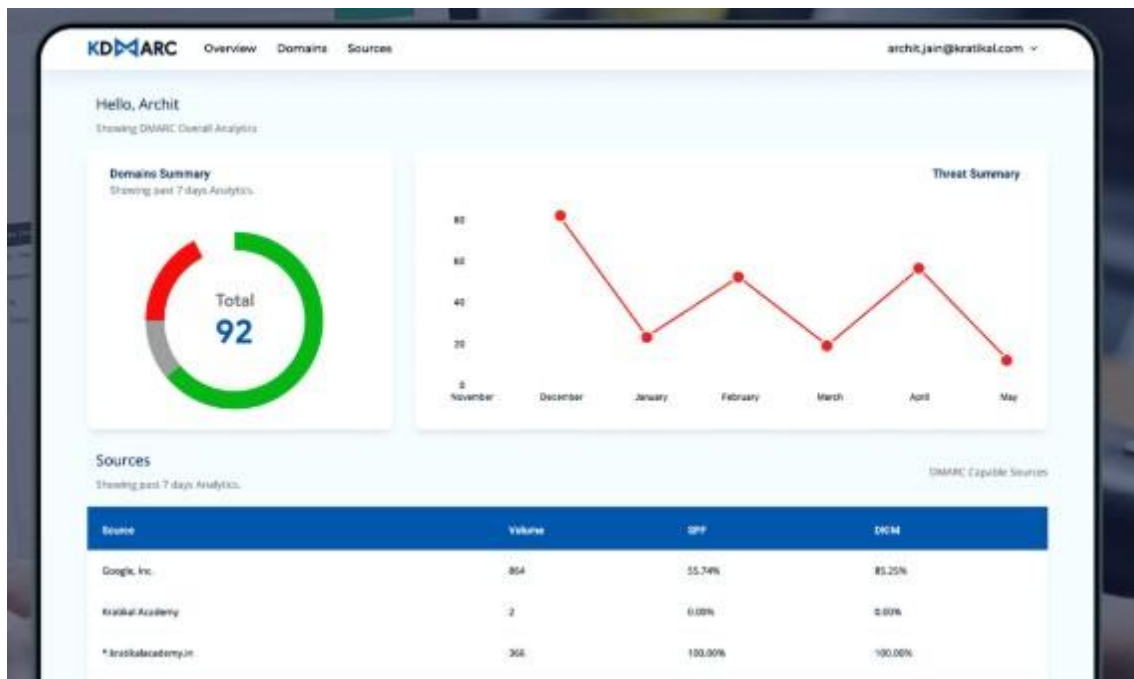 KDMARC Overview Domains Sources archit.jain@kratikal.com
Hello, Archit
Showing DMARC Overall Analytics
Domains Summary
Showing past 7 days Analytics.
Total
92
Threat Summary
80
60
40
20
0
November December January February March April May
Sources
Showing past 7 days Analytics.
DMARC Capable Sources
Source Volume SPF DKIM
Google, Inc. 864 55.74% 85.25%
Kratikal Academy 2 0.00% 0.00%
*.kratikalacademy.in 366 100.00% 100.00%